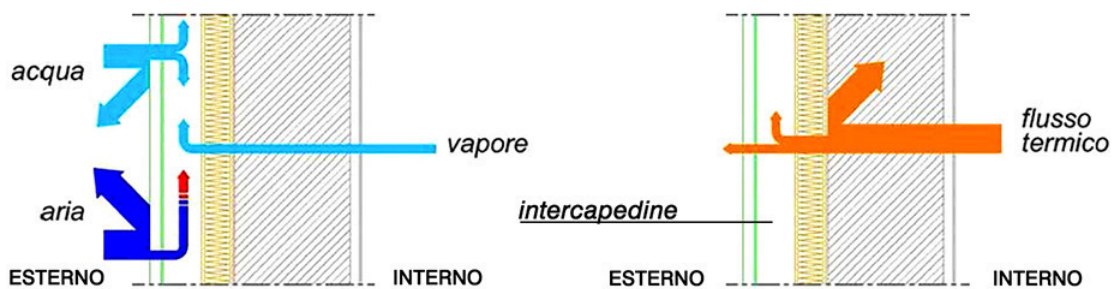 acqua
vapore
aria
ESTERNO
INTERNO
flusso
termico
intercapedine
ESTERNO
INTERNO